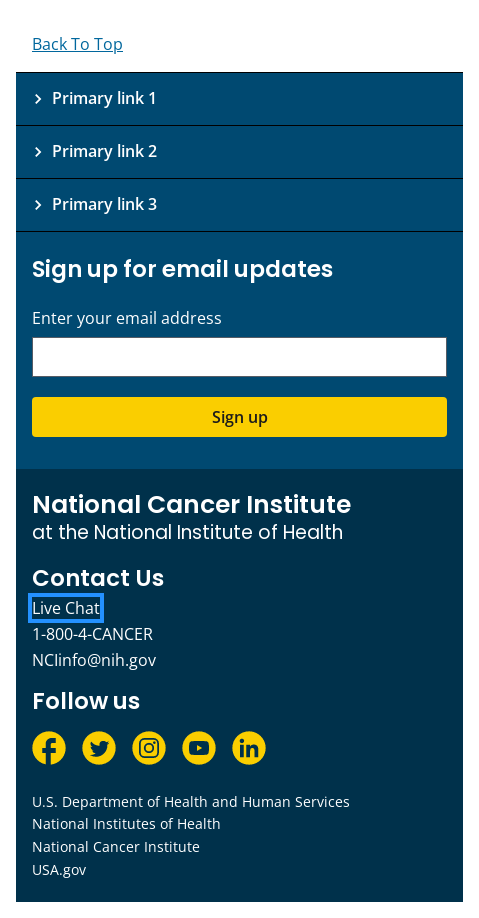 Back To Top
Primary link 1
Primary link 2
Primary link 3
Sign up for email updates
Enter your email address
Sign up
National Cancer Institute
at the National Institute of Health
Contact Us
Live Chat
1-800-4-CANCER
NCIinfo@nih.gov
Follow us
U.S. Department of Health and Human Services
National Institutes of Health
National Cancer Institute
USA.gov